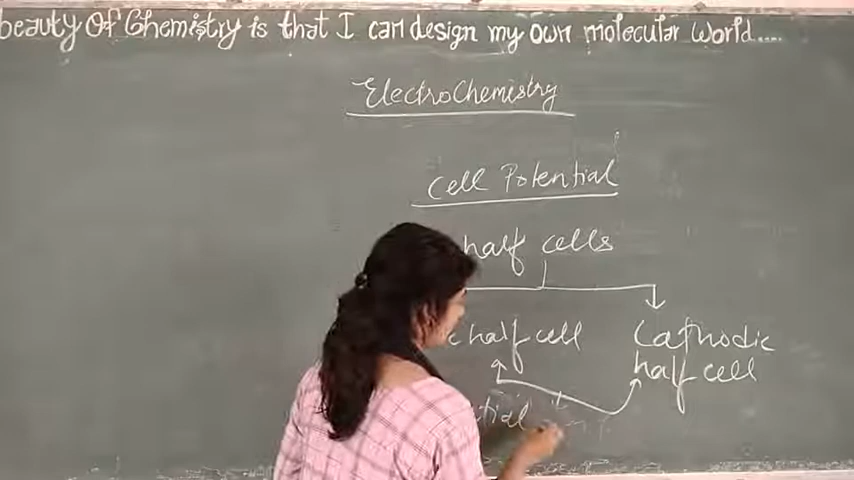 beauty Of Chemistry is that I can design my own molecular world....
ElectroChemistry
Cell Potential
half cells
c half cell
Cathodic
half cell
tial